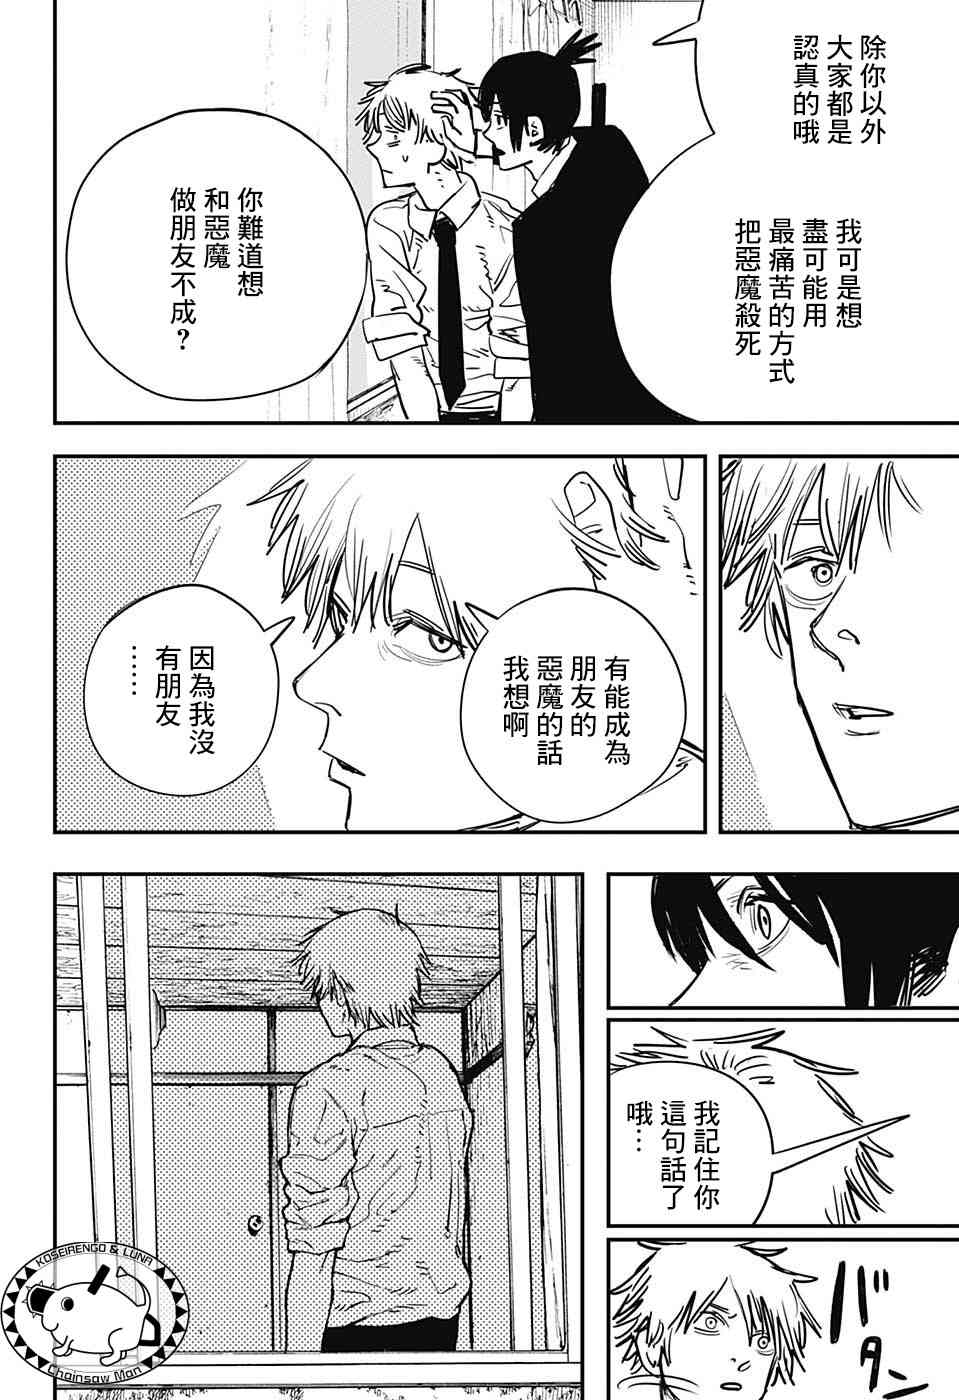 除你以外
大家都是
認真的哦
我可是想
盡可能用
最痛苦的方式
把惡魔殺死
你難道想
和惡魔
做朋友不成?
有能成為
朋友的
惡魔的話
我想啊
因為我沒
有朋友
……
我記住你
這句話了
哦…
バタン
KOSEIRENGO & LUNA
Chainsaw Man